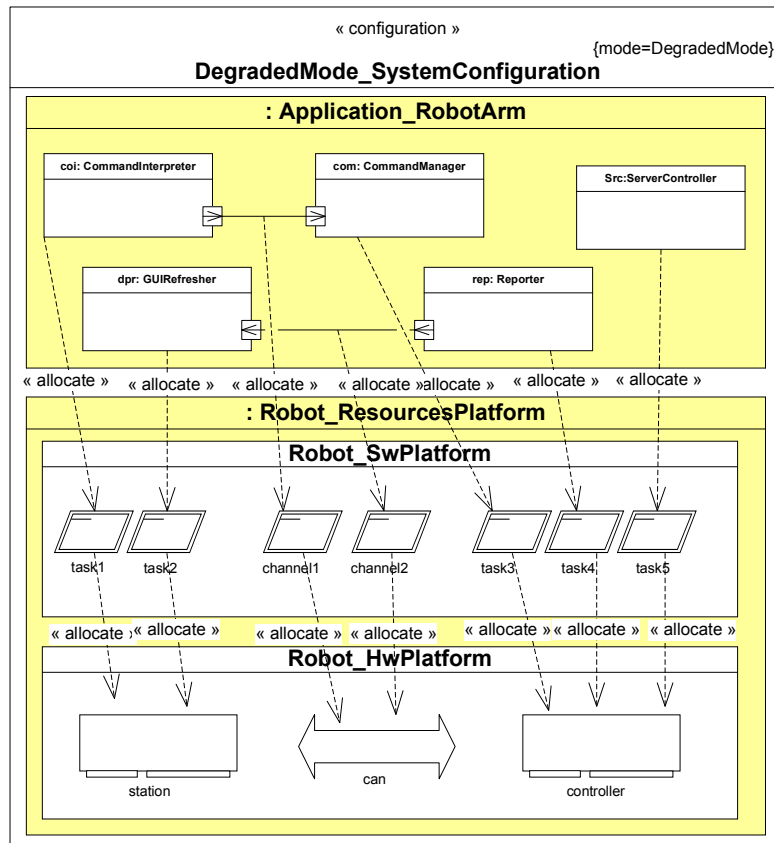 « configuration »
{mode=DegradedMode}
DegradedMode_SystemConfiguration
: Application_RobotArm
coi: CommandInterpreter
com: CommandManager
Src:ServerController
dpr: GUIRefresher
rep: Reporter
« allocate » « allocate » « allocate » « allocate » « allocate » « allocate » « allocate »
: Robot_ResourcesPlatform
Robot_SwPlatform
task1 task2 channel1 channel2 task3 task4 task5
« allocate » « allocate » « allocate » « allocate » « allocate » « allocate » « allocate »
Robot_HwPlatform
station can controller